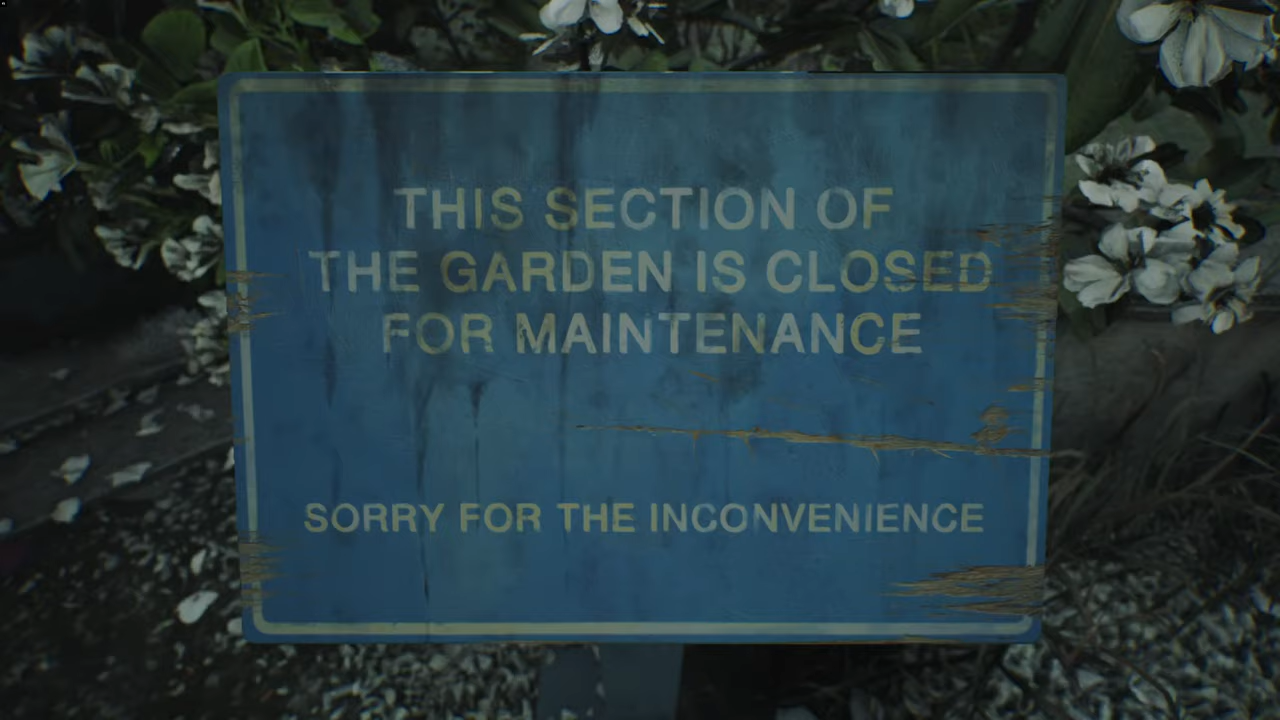 THIS SECTION OF
THE GARDEN IS CLOSED
FOR MAINTENANCE
SORRY FOR THE INCONVENIENCE